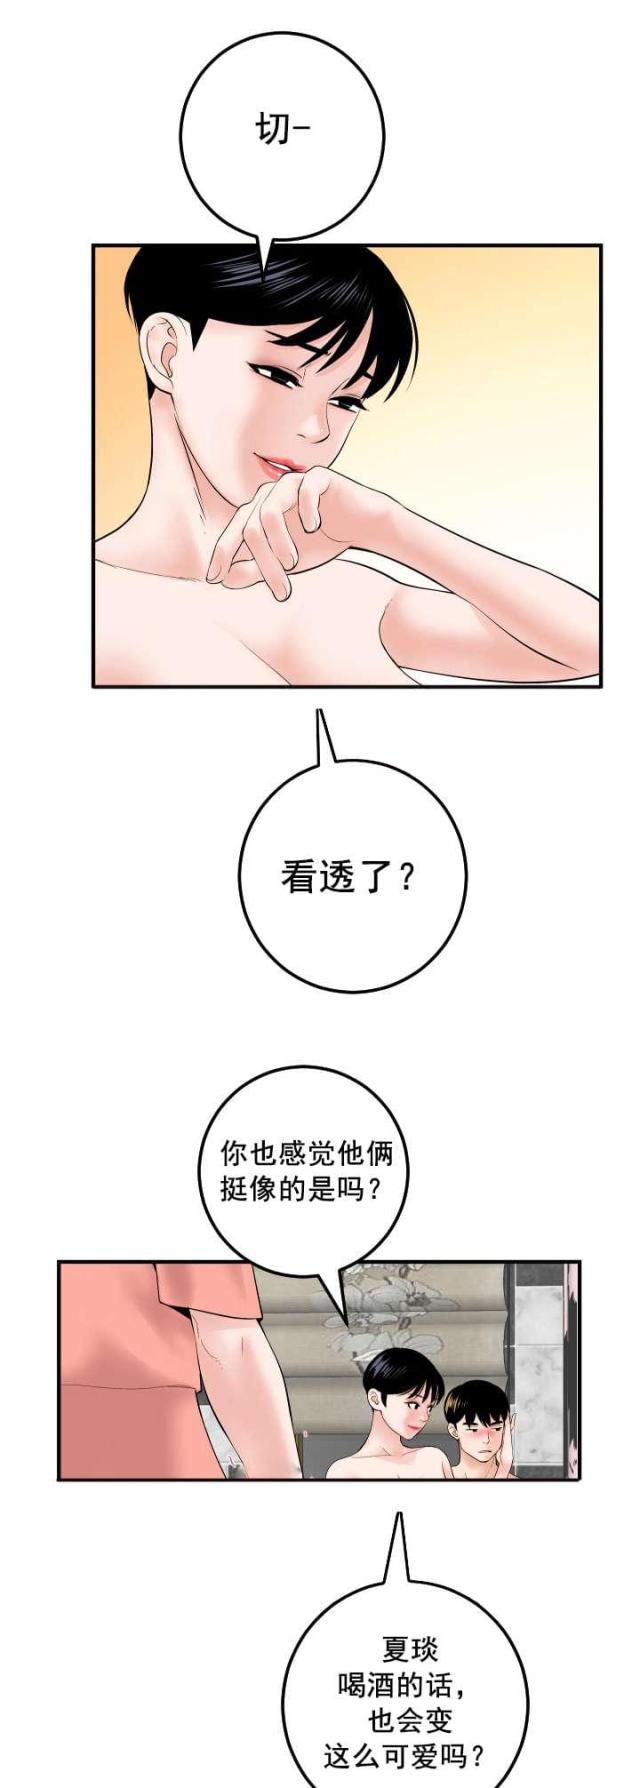 切-
看透了？
你也感觉他俩
挺像的是吗？
夏琰
喝酒的话，
也会变
这么可爱吗？